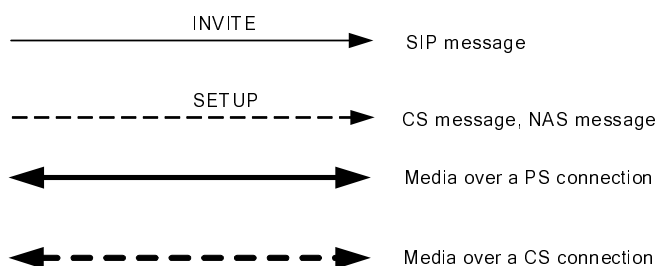 INVITE
SIP message
SETUP
CS message, NAS message
Media over a PS connection
Media over a CS connection